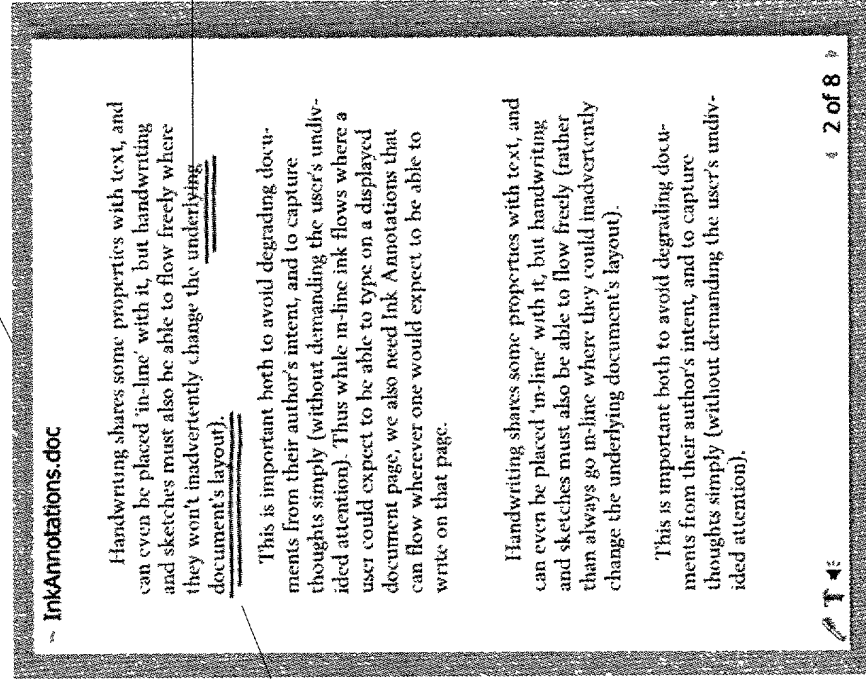 InkAnnotations.doc
Handwriting shares some properties with text, and
can even be placed 'in-line' with it, but handwriting
and sketches must also be able to flow freely where
they won't inadvertently change the underlying
document's layout).
This is important both to avoid degrading docu-
ments from their author's intent, and to capture
thoughts simply (without demanding the user's undiv-
ided attention). Thus while in-line ink flows where a
user could expect to be able to type on a displayed
document page, we also need Ink Annotations that
can flow wherever one would expect to be able to
write on that page.
Handwriting shares some properties with text, and
can even be placed 'in-line' with it, but handwriting
and sketches must also be able to flow freely (rather
than always go in-line where they could inadvertently
change the underlying document's layout).
This is important both to avoid degrading docu-
ments from their author's intent, and to capture
thoughts simply (without demanding the user's undiv-
ided attention).
T
2 of 8